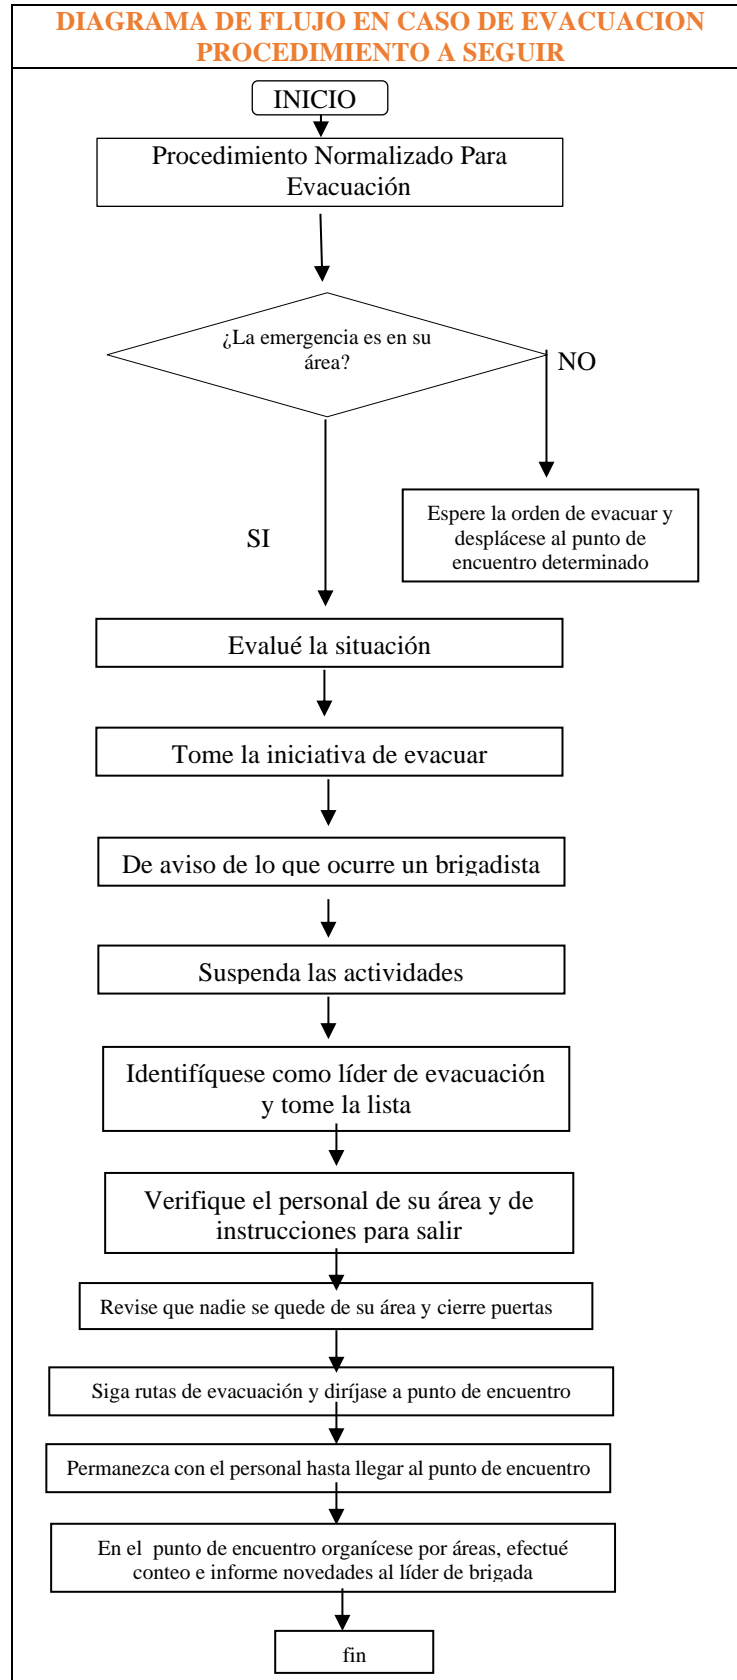 DIAGRAMA DE FLUJO EN CASO DE EVACUACION
PROCEDIMIENTO A SEGUIR
INICIO
Procedimiento Normalizado Para
Evacuación
¿La emergencia es en su
área?
NO
Espere la orden de evacuar y
desplácese al punto de
encuentro determinado
SI
Evalué la situación
Tome la iniciativa de evacuar
De aviso de lo que ocurre un brigadista
Suspenda las actividades
Identifíquese como líder de evacuación
y tome la lista
Verifique el personal de su área y de
instrucciones para salir
Revise que nadie se quede de su área y cierre puertas
Siga rutas de evacuación y diríjase a punto de encuentro
Permanezca con el personal hasta llegar al punto de encuentro
En el punto de encuentro organícese por áreas, efectué
conteo e informe novedades al líder de brigada
fin